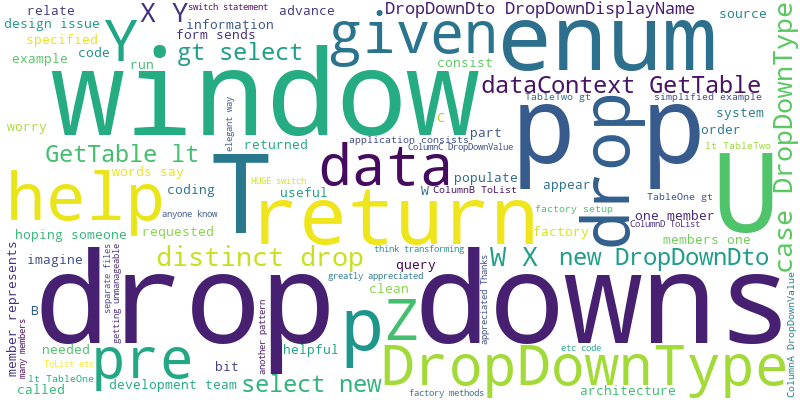 relate
X Y
switch statement
advance
DropDownDto DropDownDisplayName
source
design issue
Y
information
given
enum
specified
code
gt select
form sends
example
run
window
consist
dataContext GetTable
case DropDownType
worry
C
TableTwo gt
simplified example
elegant way
application consists
part
p
drop
p
system
order
GetTable lt
T
returned
data
ColumnC DropDownValue
lt TableTwo
U
words say
coding
useful
populate
appear
help
W
ColumnB ToList
TableOne gt
anyone know
HUGE switch
return
factory setup
one member
requested
ColumnD ToList
hoping someone
factory
members one
distinct drop
think transforming
W X
new DropDownDto
imagine
query
greatly appreciated
member represents
separate files
getting unmanageable
drop downs
clean
appreciated Thanks
ColumnA DropDownValue
B
another pattern
p
Z
many members
needed
pre
helpful
etc code
ToList etc
DropDownType
lt TableOne
bit
called
development team
select new
factory methods
architecture